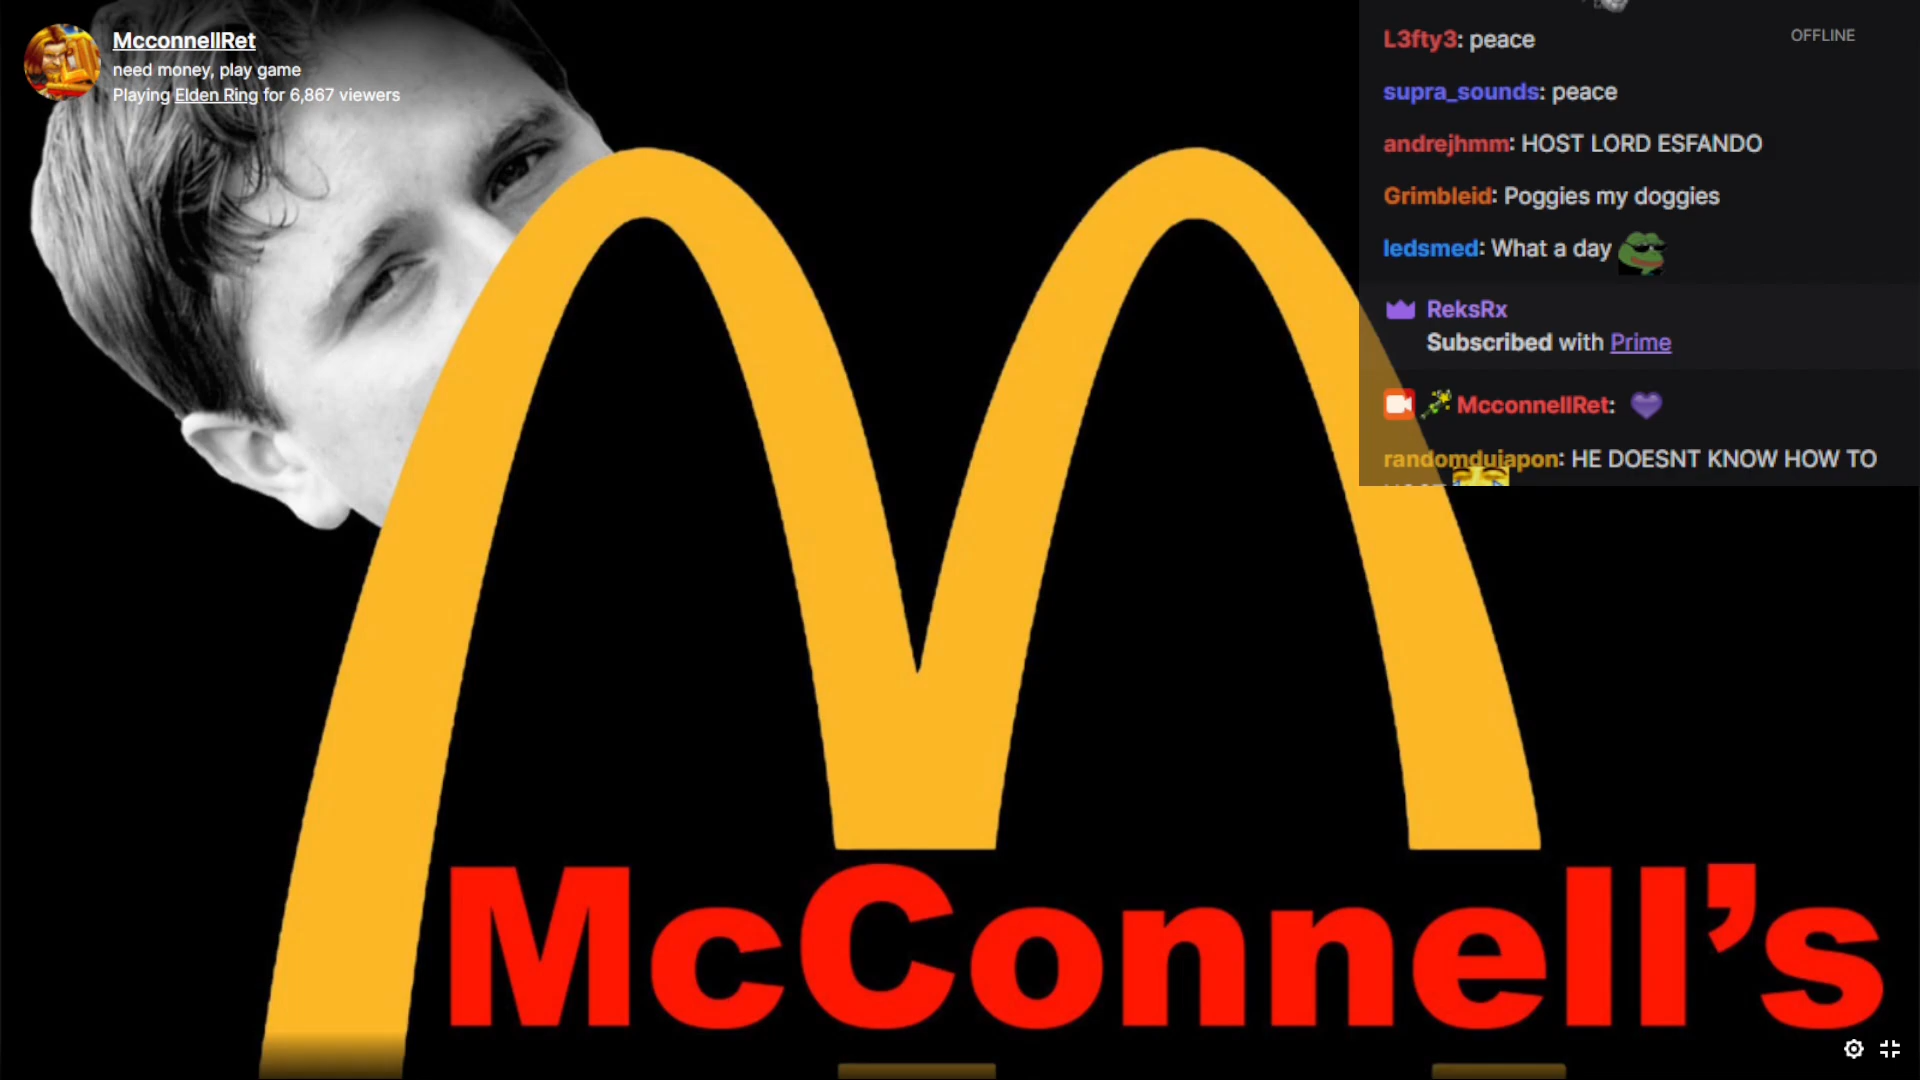 McconnellRet
need money, play game
Playing Elden Ring for 6,867 viewers
OFFLINE
L3fty3: peace
supra_sounds: peace
andrejhmm: HOST LORD ESFANDO
Grimbleid: Poggies my doggies
ledsmed: What a day
ReksRx
Subscribed with Prime
McconnellRet:
randomdujapon: HE DOESNT KNOW HOW TO
McConnell’s